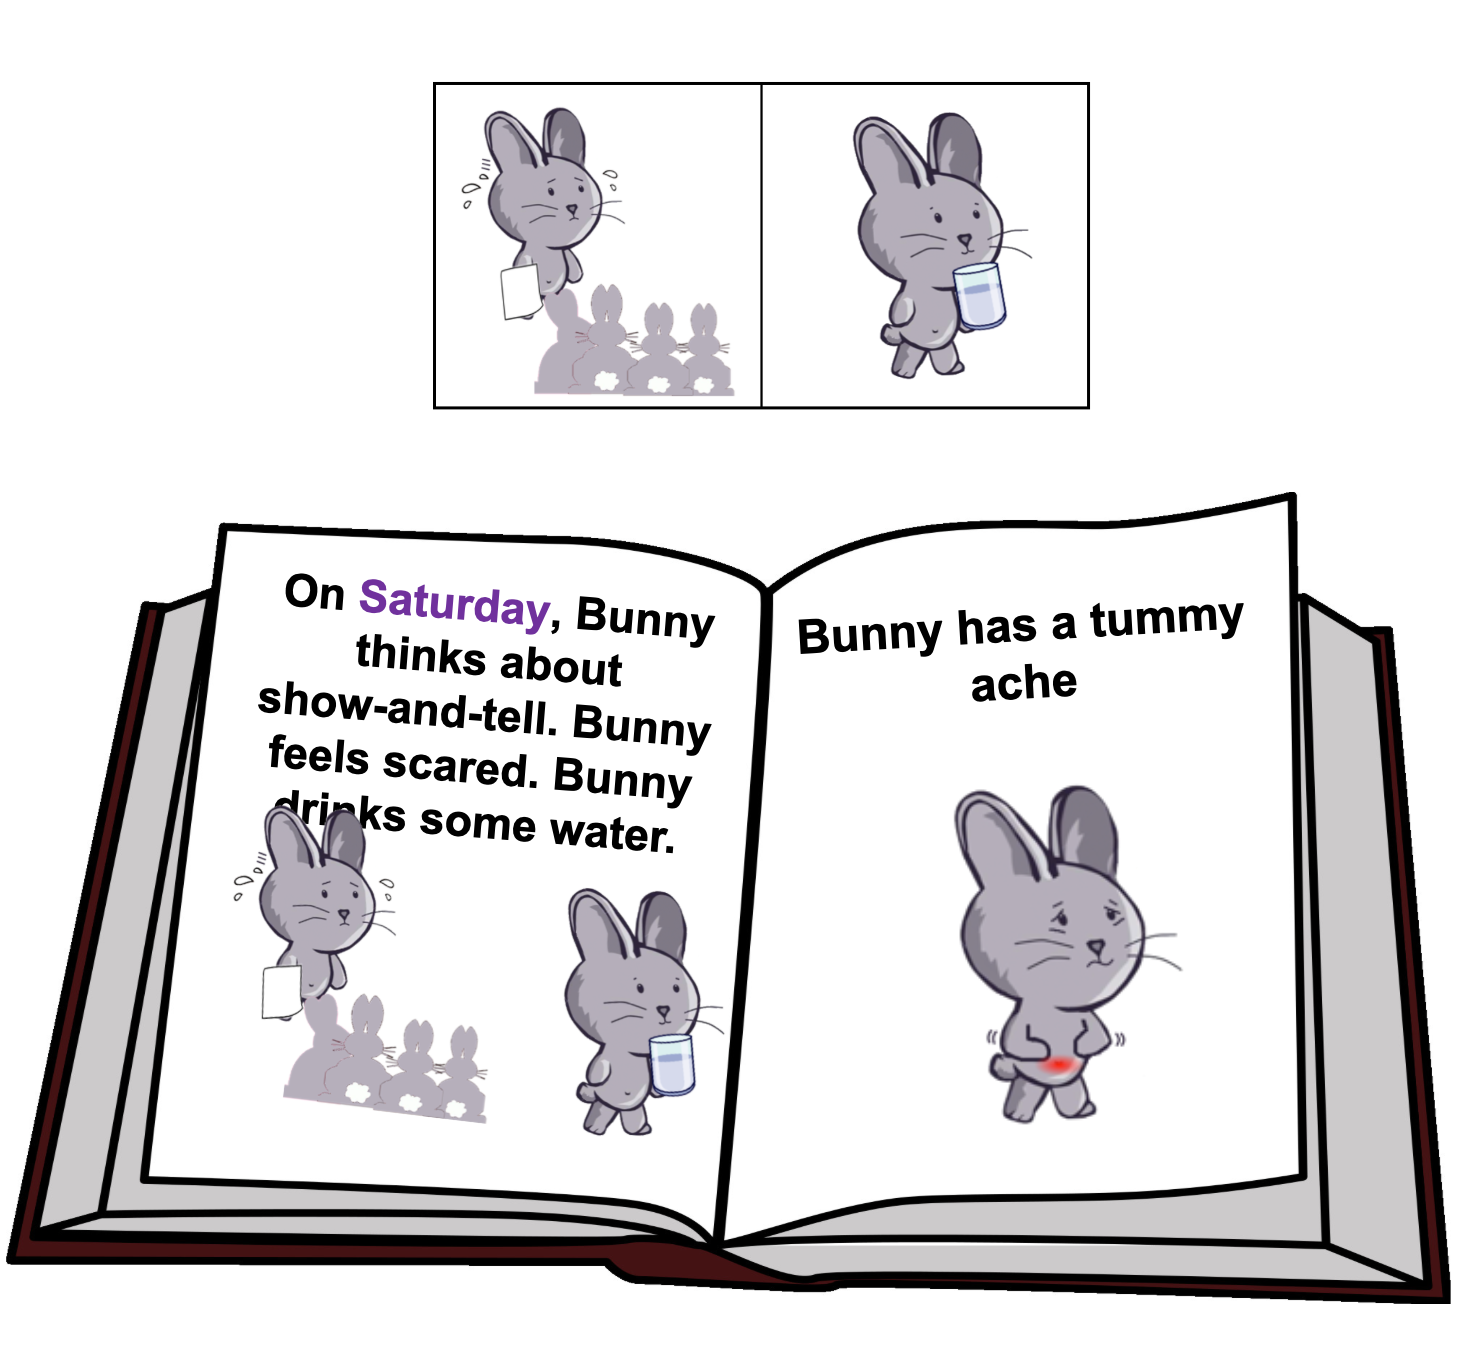 On Saturday, Bunny
thinks about
show-and-tell. Bunny
feels scared. Bunny
drinks some water.
Bunny has a tummy
ache